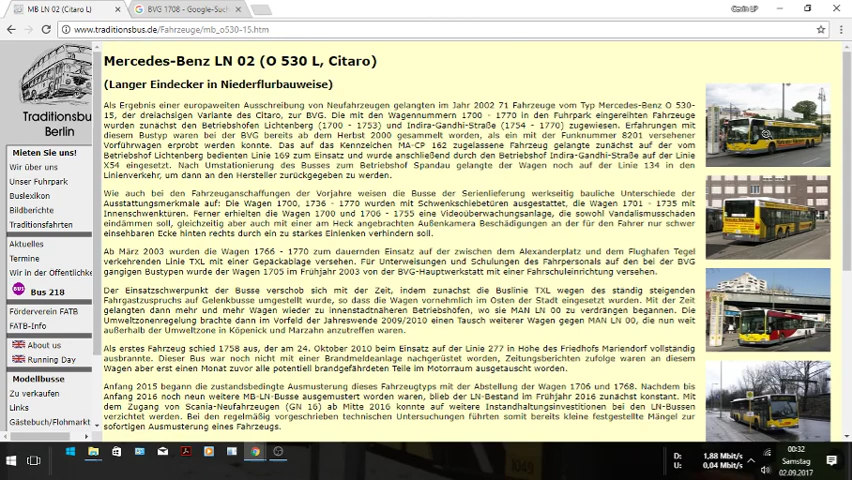 MB LN 02 (Citaro L)
BVG 1708 - Google-Such
www.traditionsbus.de/Fahrzeuge/mb_o530-15.htm
Traditionsbus
Berlin
Mieten Sie uns!
Wir über uns
Unser Fuhrpark
Buslexikon
Bildberichte
Traditionsfahrten
Aktuelles
Termine
Wir in der Öffentlichke
Bus 218
Förderverein FATB
FATB-Info
About us
Running Day
Modellbusse
Zu verkaufen
Links
Gästebuch/Flohmarkt
Mercedes-Benz LN 02 (O 530 L, Citaro)
(Langer Eindecker in Niederflurbauweise)
Als Ergebnis einer europaweiten Ausschreibung von Neufahrzeugen gelangten im Jahr 2002 71 Fahrzeuge vom Typ Mercedes-Benz O 530-
15, der dreiachsigen Variante des Citaro, zur BVG. Die mit den Wagennummern 1700 - 1770 in den Fuhrpark eingereihten Fahrzeuge
wurden zunächst den Betriebshöfen Lichtenberg (1700 - 1753) und Indira-Gandhi-Straße (1754 - 1770) zugewiesen. Erfahrungen mit
diesem Bustyp waren bei der BVG bereits ab dem Herbst 2000 gesammelt worden, als ein mit der Funknummer 8201 versehener
Vorführwagen erprobt werden konnte. Das auf das Kennzeichen MA-CP 162 zugelassene Fahrzeug gelangte zunächst auf der vom
Betriebshof Lichtenberg bedienten Linie 169 zum Einsatz und wurde anschließend durch den Betriebshof Indira-Gandhi-Straße auf der Linie
X54 eingesetzt. Nach Umstationierung des Busses zum Betriebshof Spandau gelangte der Wagen noch auf der Linie 134 in den
Linienverkehr, um dann an den Hersteller zurückgegeben zu werden.
Wie auch bei den Fahrzeuganschaffungen der Vorjahre weisen die Busse der Serienlieferung werkseitig bauliche Unterschiede der
Ausstattungsmerkmale auf: Die Wagen 1700, 1736 - 1770 wurden mit Schwenkschiebetüren ausgestattet, die Wagen 1701 - 1735 mit
Innenschwenktüren. Ferner erhielten die Wagen 1700 und 1706 - 1755 eine Videoüberwachungsanlage, die sowohl Vandalismusschaden
eindämmen soll, gleichzeitig aber auch mit einer am Heck angebrachten Außenkamera Beschädigungen an der für den Fahrer nur schwer
einsehbaren Ecke hinten rechts durch ein zu starkes Einlenken verhindern soll.
Ab März 2003 wurden die Wagen 1766 - 1770 zum dauernden Einsatz auf der zwischen dem Alexanderplatz und dem Flughafen Tegel
verkehrenden Linie TXL mit einer Gepäckablage versehen. Für Unterweisungen und Schulungen des Fahrpersonals auf den bei der BVG
gangigen Bustypen wurde der Wagen 1705 im Frühjahr 2003 von der BVG-Hauptwerkstatt mit einer Fahrschuleinrichtung versehen.
Der Einsatzschwerpunkt der Busse verschob sich mit der Zeit, indem zunächst die Buslinie TXL wegen des ständig steigenden
Fahrgastzuspruchs auf Gelenkbusse umgestellt wurde, so dass die Wagen vornehmlich im Osten der Stadt eingesetzt wurden. Mit der Zeit
gelangten dann mehr und mehr Wagen wieder zu innenstadtnäheren Betriebshöfen, wo sie MAN LN 00 zu verdrängen begannen. Die
Umweltzonenregelung brachte dann im Vorfeld der Jahreswende 2009/2010 einen Tausch weiterer Wagen gegen MAN LN 00, die nun weit
außerhalb der Umweltzone in Köpenick und Marzahn anzutreffen waren.
Als erstes Fahrzeug schied 1758 aus, der am 24. Oktober 2010 beim Einsatz auf der Linie 277 in Höhe des Friedhofs Mariendorf vollständig
ausbrannte. Dieser Bus war noch nicht mit einer Brandmeldeanlage nachgerüstet worden, Zeitungsberichten zufolge waren an diesem
Wagen aber erst einen Monat zuvor alle potentiell brandgefährdeten Teile im Motorraum ausgetauscht worden.
Anfang 2015 begann die zustandsbedingte Ausmusterung dieses Fahrzeugtyps mit der Abstellung der Wagen 1706 und 1768. Nachdem bis
Anfang 2016 noch neun weitere MB-LN-Busse ausgemustert worden waren, blieb der LN-Bestand im Frühjahr 2016 zunächst konstant. Mit
dem Zugang von Scania-Neufahrzeugen (GN 16) ab Mitte 2016 konnte auf weitere Instandhaltungsinvestitionen bei den LN-Bussen
verzichtet werden. Bei den regelmäßig vorgeschrieben technischen Untersuchungen führten somit bereits kleine festgestellte Mängel zur
sofortigen Ausmusterung eines Fahrzeugs.
D: 1,88 Mbit/s
U: 0,04 Mbit/s
00:32
Samstag
02.09.2017